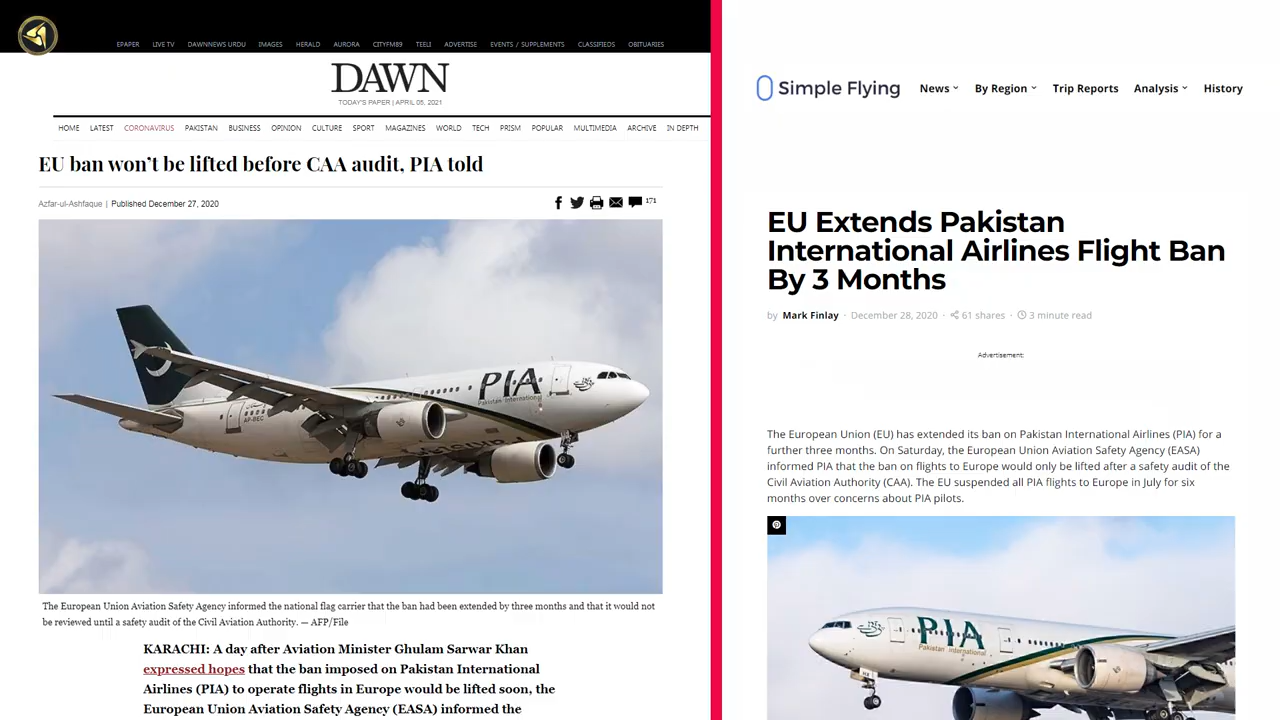 EPAPER LIVE TV DAWNNEWS URDU IMAGES HERALD AURORA CITYFM89 TEELI ADVERTISE EVENTS / SUPPLEMENTS CLASSIFIEDS OBITUARIES
DAWN
TODAY'S PAPER | APRIL 05, 2021
HOME LATEST CORONAVIRUS PAKISTAN BUSINESS OPINION CULTURE SPORT MAGAZINES WORLD TECH PRISM POPULAR MULTIMEDIA ARCHIVE IN DEPTH
EU ban won't be lifted before CAA audit, PIA told
Azfar-ul-Ashfaque | Published December 27, 2020
171
PIA
Pakistan International
AP-BEC
The European Union Aviation Safety Agency informed the national flag carrier that the ban had been extended by three months and that it would not
be reviewed until a safety audit of the Civil Aviation Authority. — AFP/File
KARACHI: A day after Aviation Minister Ghulam Sarwar Khan
expressed hopes that the ban imposed on Pakistan International
Airlines (PIA) to operate flights in Europe would be lifted soon, the
European Union Aviation Safety Agency (EASA) informed the
Simple Flying
News By Region Trip Reports Analysis History
EU Extends Pakistan
International Airlines Flight Ban
By 3 Months
by Mark Finlay · December 28, 2020 · 61 shares · 3 minute read
Advertisement:
The European Union (EU) has extended its ban on Pakistan International Airlines (PIA) for a
further three months. On Saturday, the European Union Aviation Safety Agency (EASA)
informed PIA that the ban on flights to Europe would only be lifted after a safety audit of the
Civil Aviation Authority (CAA). The EU suspended all PIA flights to Europe in July for six
months over concerns about PIA pilots.
PIA
Pakistan International